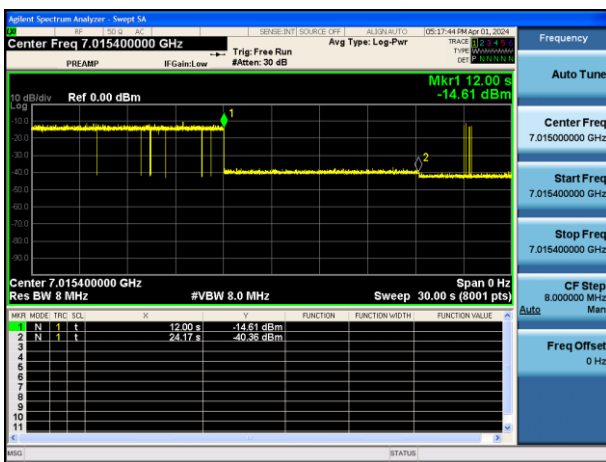 Agilent Spectrum Analyzer - Swept SA
LXI RF 50 Ω AC SENSE:INT SOURCE OFF ALIGNAUTO 05:17:44 PM Apr 01, 2024
Center Freq 7.015400000 GHz
PREAMP IFGain:Low
Trig: Free Run
#Atten: 30 dB
Avg Type: Log-Pwr
TRACE 1 2 3 4 5 6
TYPE W
DET P N N N N N
Mkr1 12.00 s
-14.61 dBm
10 dB/div Ref 0.00 dBm
Log
-10.0
-20.0
-30.0
-40.0
-50.0
-60.0
-70.0
-80.0
-90.0
1
2
Center 7.015400000 GHz Span 0 Hz
Res BW 8 MHz #VBW 8.0 MHz Sweep 30.00 s (8001 pts)
MKR MODE TRC SCL X Y FUNCTION FUNCTION WIDTH FUNCTION VALUE
1 N 1 t 12.00 s -14.61 dBm
2 N 1 t 24.17 s -40.36 dBm
3
4
5
6
7
8
9
10
11
MSG STATUS
Frequency
Auto Tune
Center Freq
7.015000000 GHz
Start Freq
7.015400000 GHz
Stop Freq
7.015400000 GHz
CF Step
8.000000 MHz
Auto Man
Freq Offset
0 Hz